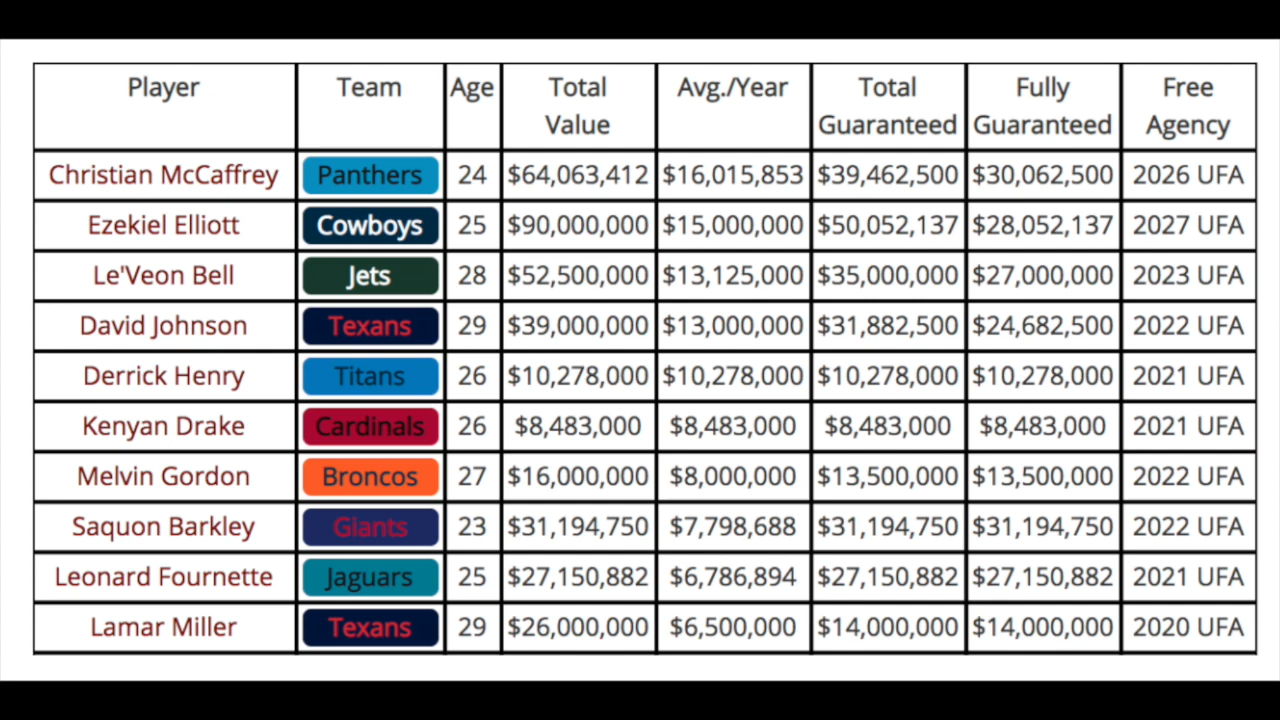 Player Team Age Total Value Avg./Year Total Guaranteed Fully Guaranteed Free Agency
Christian McCaffrey Panthers 24 $64,063,412 $16,015,853 $39,462,500 $30,062,500 2026 UFA
Ezekiel Elliott Cowboys 25 $90,000,000 $15,000,000 $50,052,137 $28,052,137 2027 UFA
Le'Veon Bell Jets 28 $52,500,000 $13,125,000 $35,000,000 $27,000,000 2023 UFA
David Johnson Texans 29 $39,000,000 $13,000,000 $31,882,500 $24,682,500 2022 UFA
Derrick Henry Titans 26 $10,278,000 $10,278,000 $10,278,000 $10,278,000 2021 UFA
Kenyan Drake Cardinals 26 $8,483,000 $8,483,000 $8,483,000 $8,483,000 2021 UFA
Melvin Gordon Broncos 27 $16,000,000 $8,000,000 $13,500,000 $13,500,000 2022 UFA
Saquon Barkley Giants 23 $31,194,750 $7,798,688 $31,194,750 $31,194,750 2022 UFA
Leonard Fournette Jaguars 25 $27,150,882 $6,786,894 $27,150,882 $27,150,882 2021 UFA
Lamar Miller Texans 29 $26,000,000 $6,500,000 $14,000,000 $14,000,000 2020 UFA